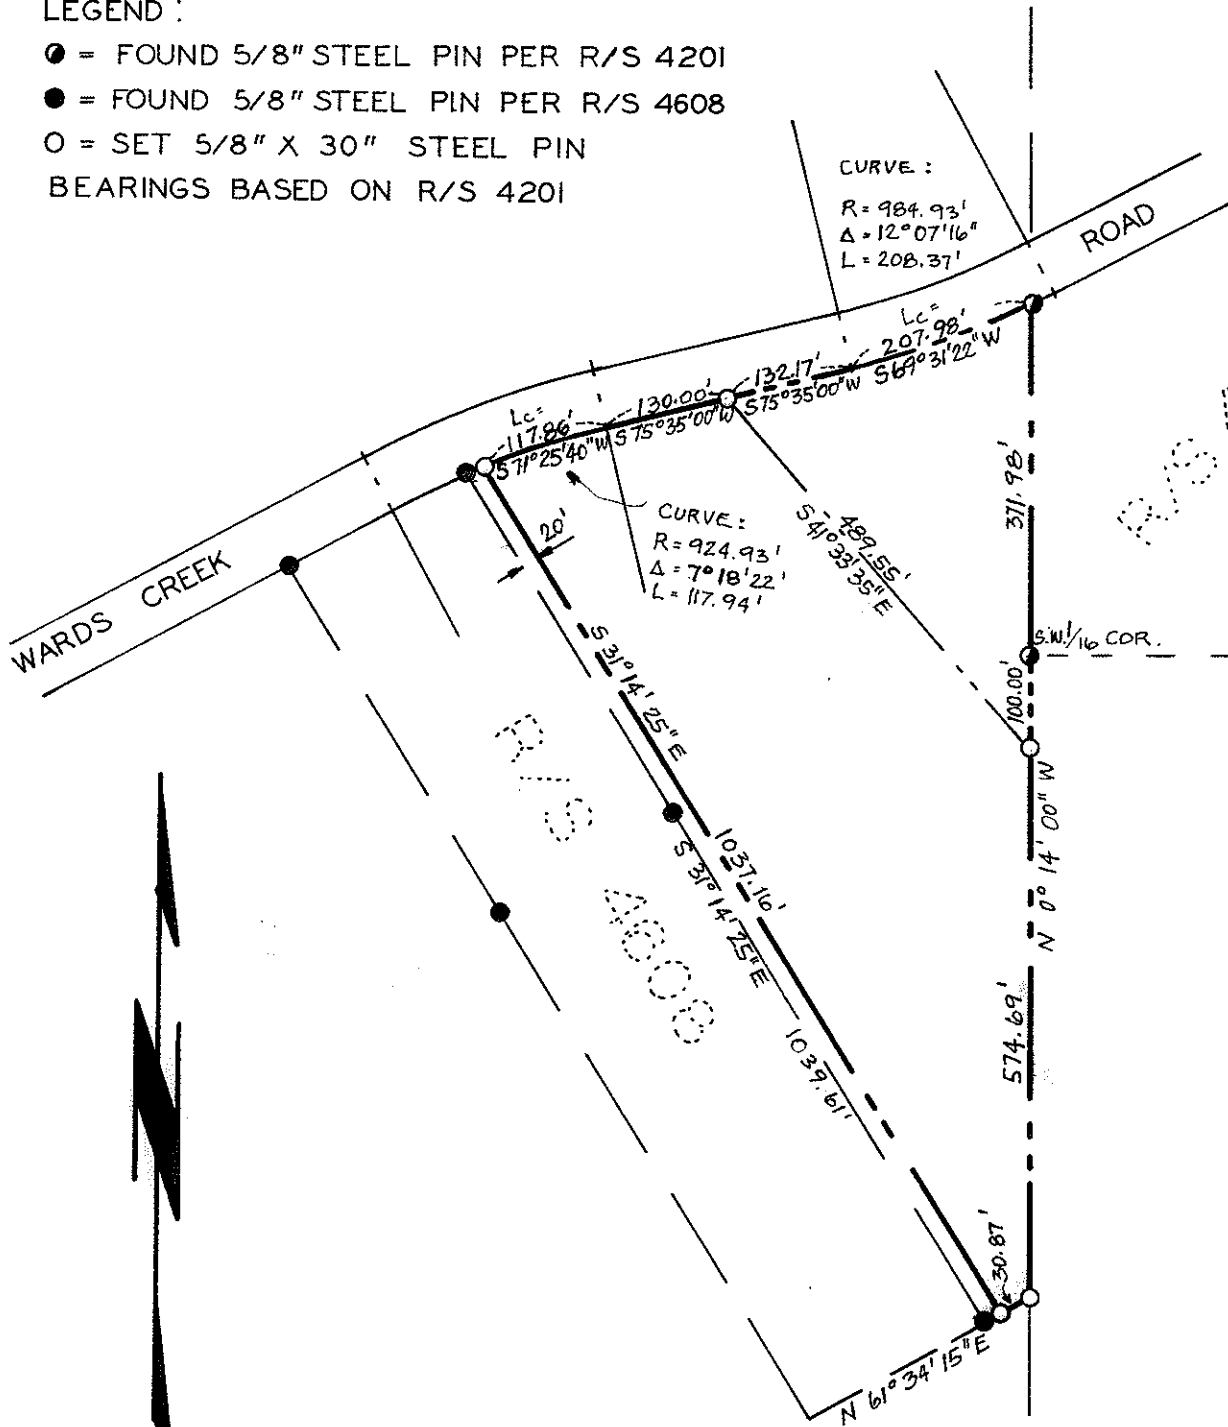 LEGEND :
= FOUND 5/8" STEEL PIN PER R/S 4201
= FOUND 5/8" STEEL PIN PER R/S 4608
O = SET 5/8" X 30" STEEL PIN
BEARINGS BASED ON R/S 4201
CURVE :
R = 984.93'
Δ = 12°07'16"
L = 208.37'
ROAD
Lc =
207.98'
S 69°31'22" W
132.17'
S 75°35'00" W
130.00'
S 75°35'00" W
Lc =
117.86'
S 71°25'40" W
CURVE :
R = 924.93'
Δ = 7°18'22'
L = 117.94'
20'
489.55'
S 41°33'35" E
371.98'
R/S
S.W. 1/16 COR.
100.00'
WARDS CREEK
S 31°14'25" E
R/S 4608
1037.16'
S 31°14'25" E
1039.61'
N 0°14'00" W
574.69'
30.87'
N 61°34'15" E
N